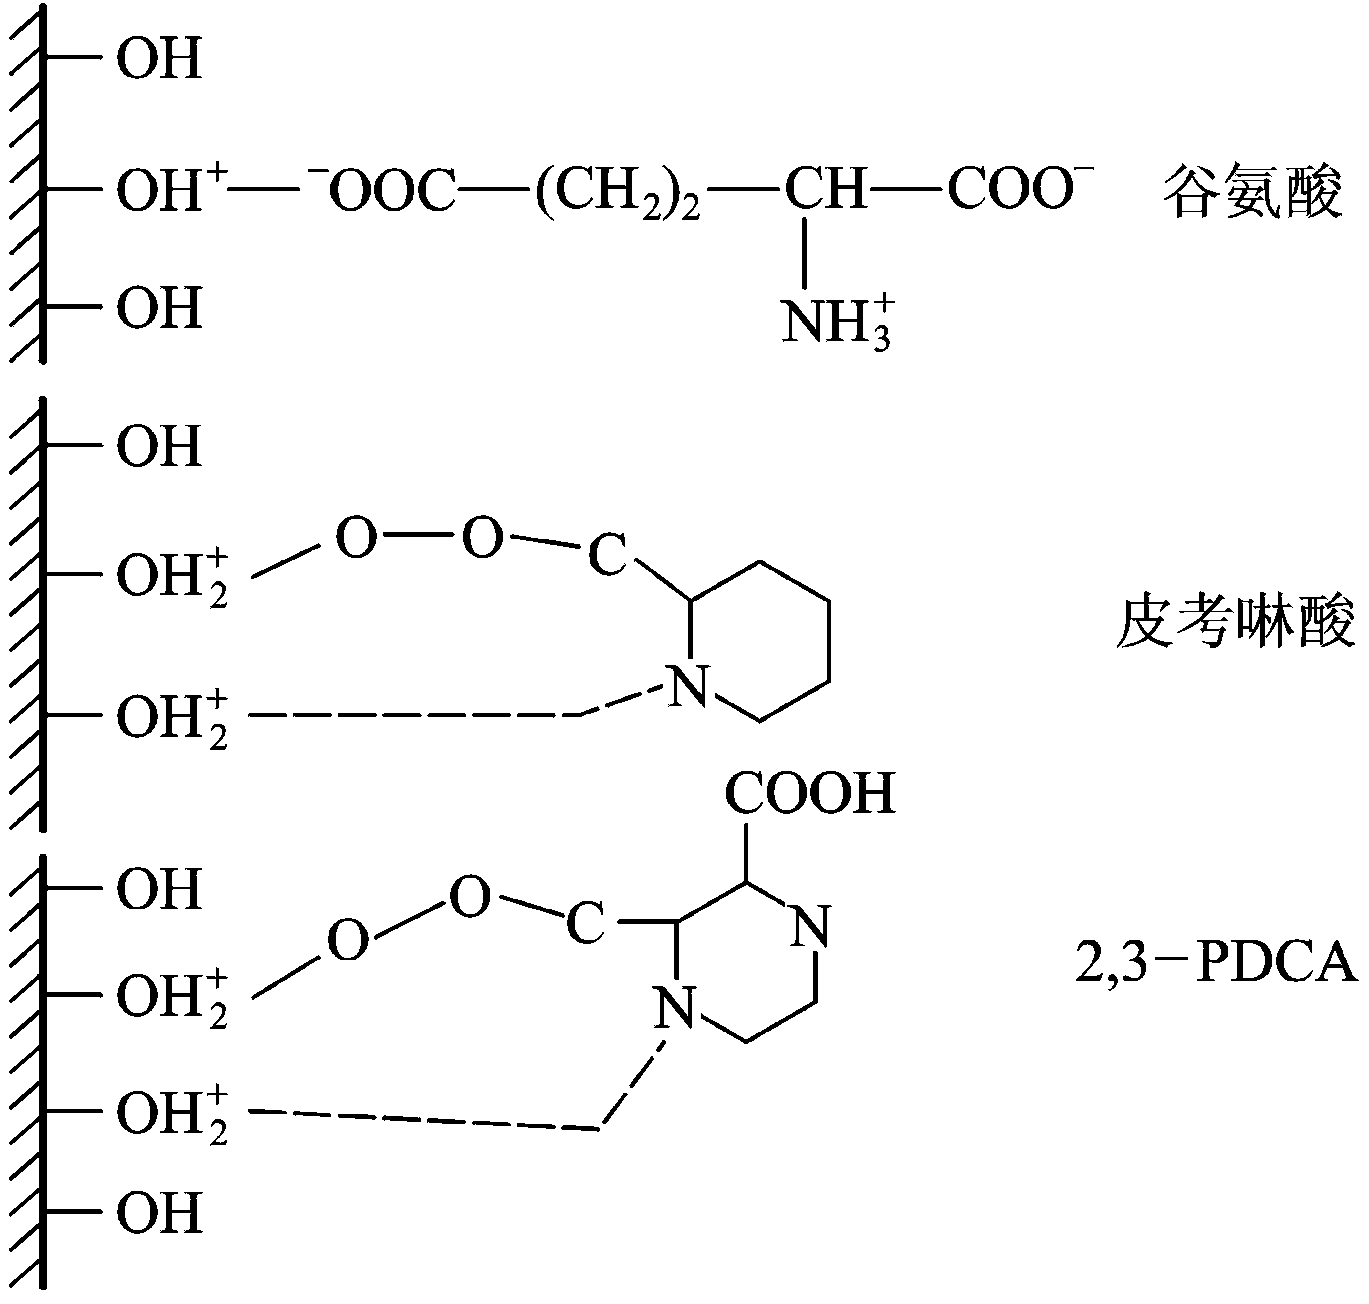 OH
OH⁺ ⁻OOC (CH₂)₂ CH COO⁻ 谷氨酸
OH NH₃⁺
OH
O O C
OH₂⁺ 皮考啉酸
OH₂⁺ N
COOH
OH O C N
O 2,3-PDCA
OH₂⁺ N
OH₂⁺
OH